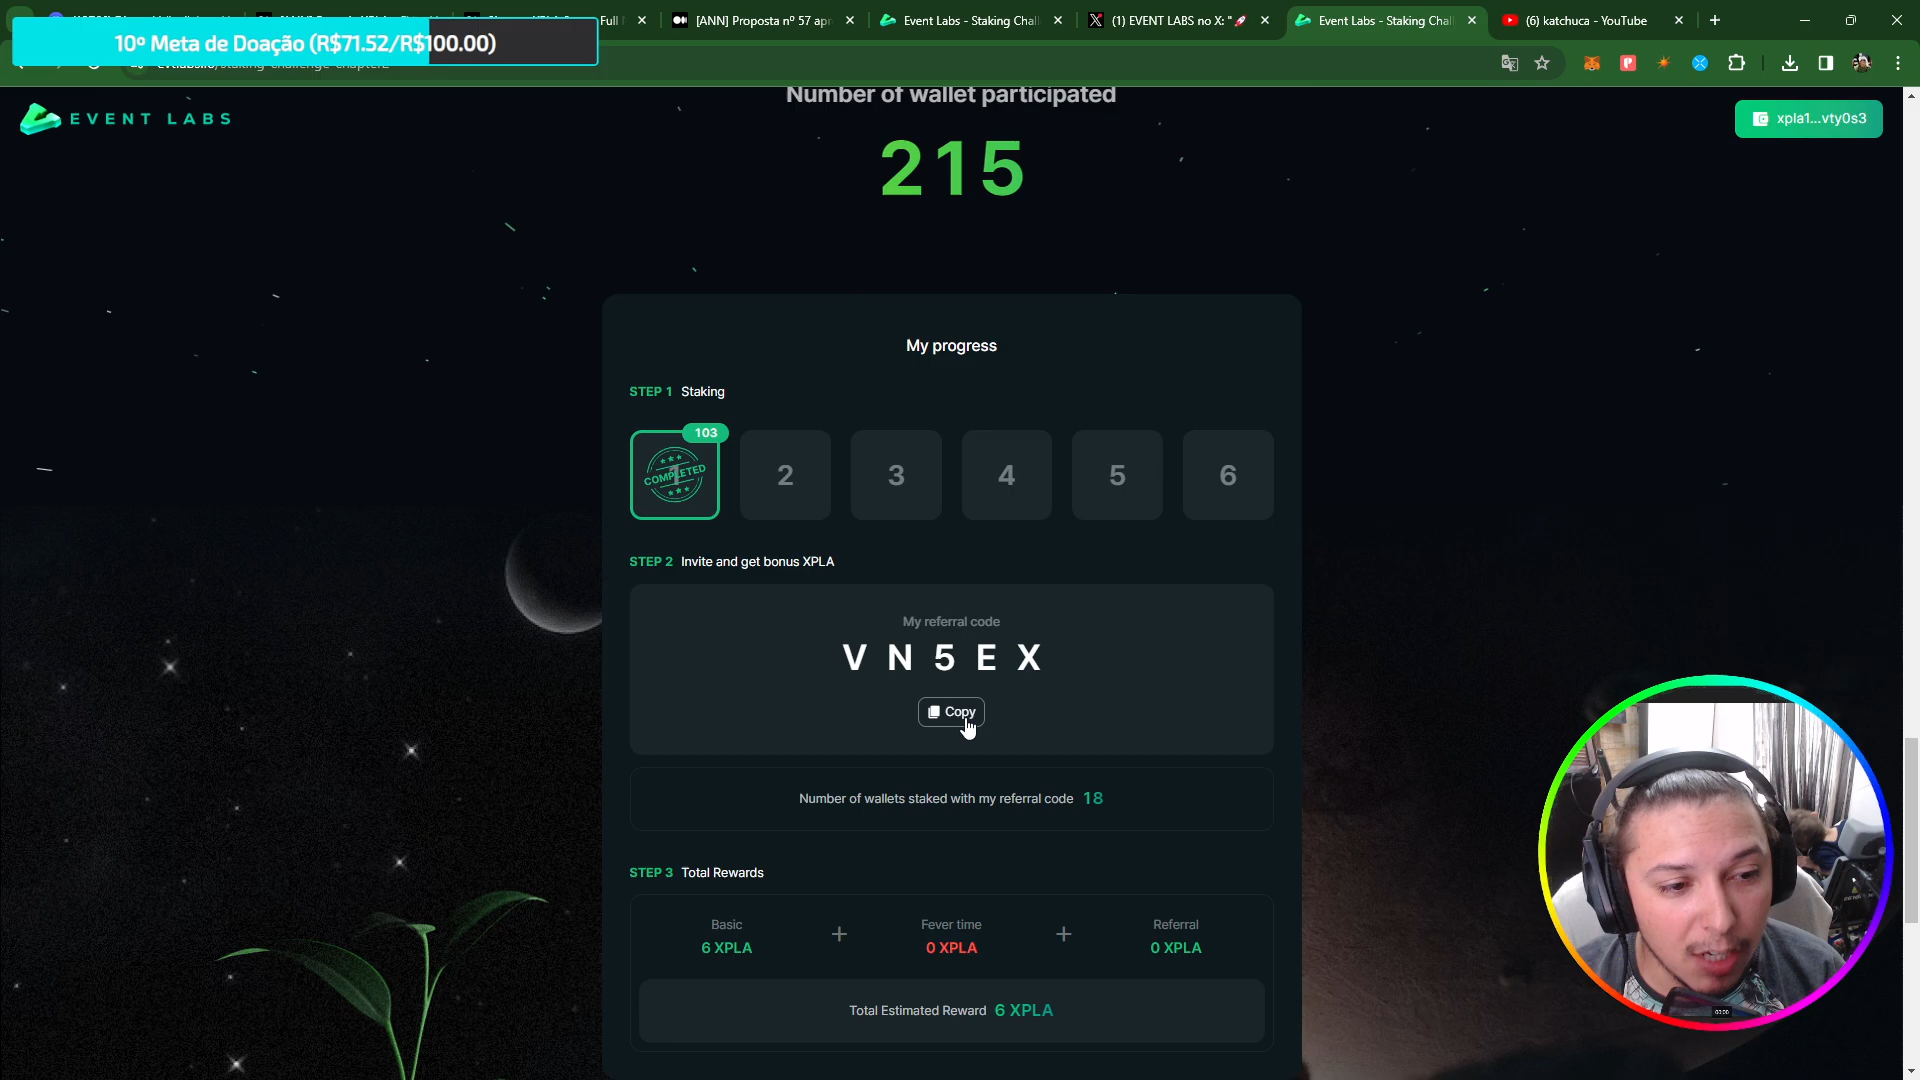 Full
[ANN] Proposta nº 57 apr
Event Labs - Staking Chall
(1) EVENT LABS no X: "🚀
Event Labs - Staking Chall
(6) katchuca - YouTube
10º Meta de Doação (R$71.52/R$100.00)
Number of wallet participated
EVENT LABS
xpla1...vty0s3
215
My progress
STEP 1 Staking
103
COMPLETED
1 2 3 4 5 6
STEP 2 Invite and get bonus XPLA
My referral code
V N 5 E X
Copy
Number of wallets staked with my referral code 18
STEP 3 Total Rewards
Basic + Fever time + Referral
6 XPLA 0 XPLA 0 XPLA
Total Estimated Reward 6 XPLA
00:00